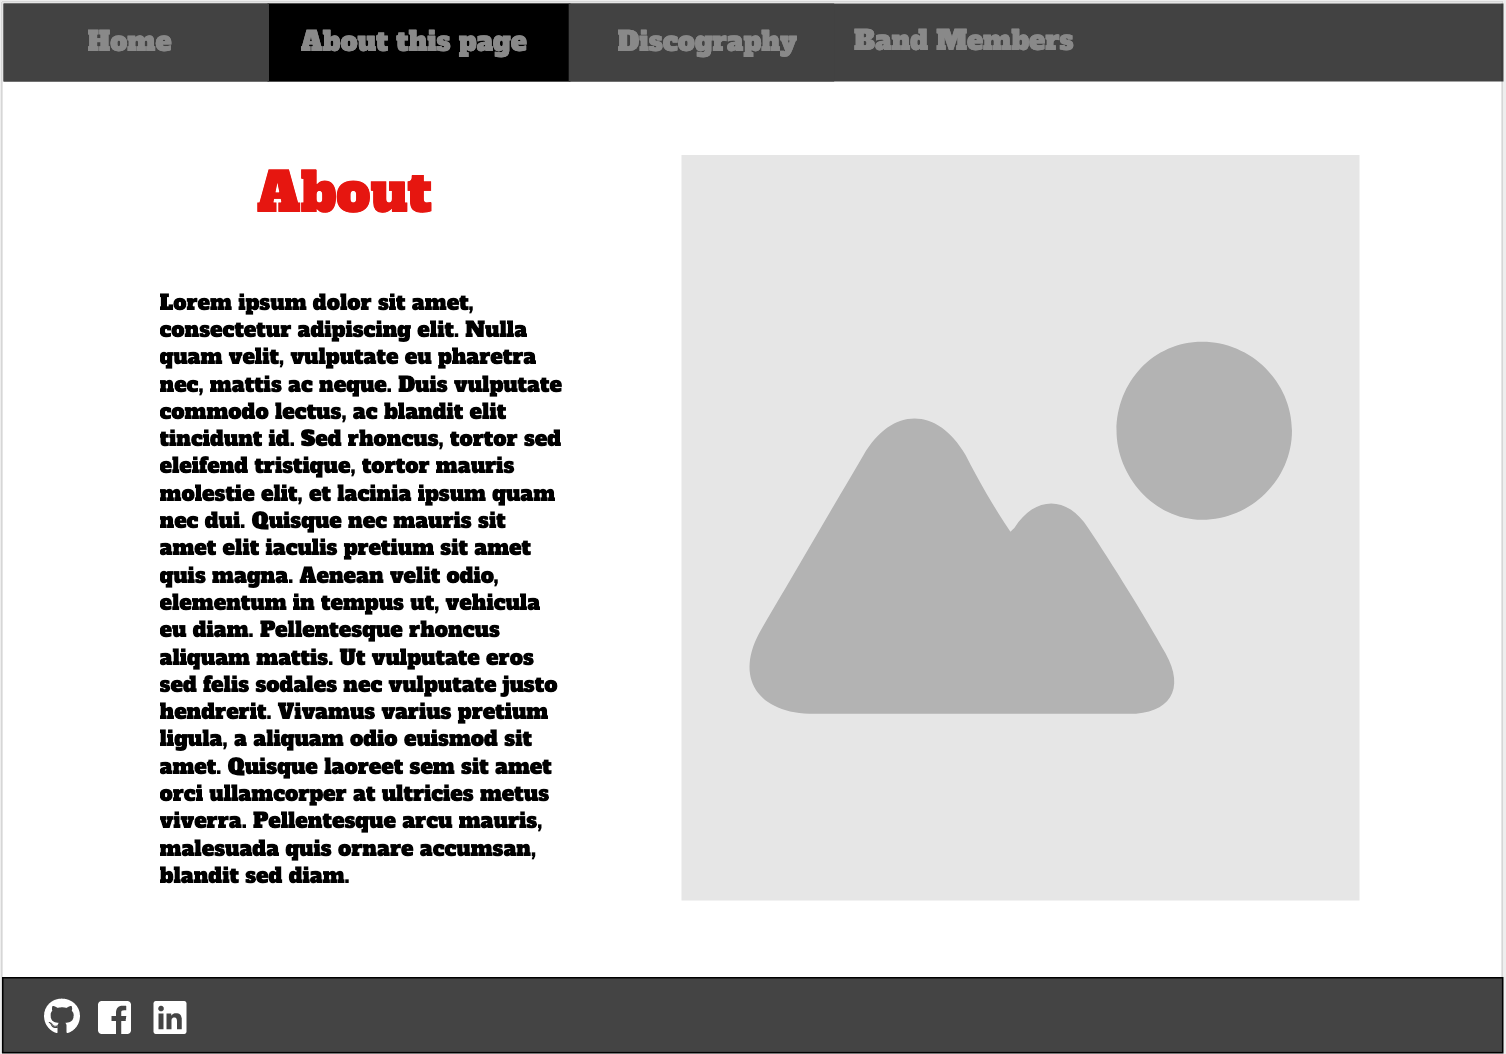 Home About this page Discography Band Members
About
Lorem ipsum dolor sit amet,
consectetur adipiscing elit. Nulla
quam velit, vulputate eu pharetra
nec, mattis ac neque. Duis vulputate
commodo lectus, ac blandit elit
tincidunt id. Sed rhoncus, tortor sed
eleifend tristique, tortor mauris
molestie elit, et lacinia ipsum quam
nec dui. Quisque nec mauris sit
amet elit iaculis pretium sit amet
quis magna. Aenean velit odio,
elementum in tempus ut, vehicula
eu diam. Pellentesque rhoncus
aliquam mattis. Ut vulputate eros
sed felis sodales nec vulputate justo
hendrerit. Vivamus varius pretium
ligula, a aliquam odio euismod sit
amet. Quisque laoreet sem sit amet
orci ullamcorper at ultricies metus
viverra. Pellentesque arcu mauris,
malesuada quis ornare accumsan,
blandit sed diam.